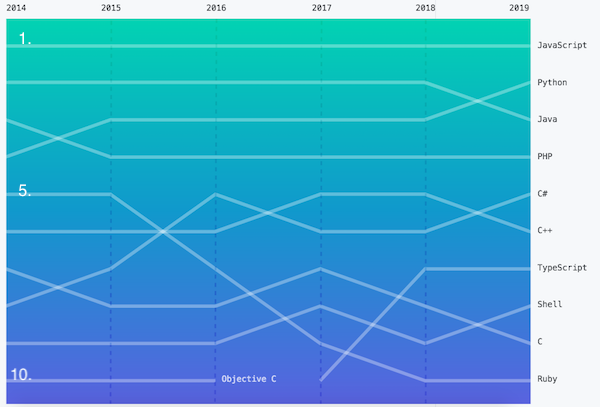 2014 2015 2016 2017 2018 2019
1.
JavaScript
Python
Java
PHP
5.
C#
C++
TypeScript
Shell
C
10.
Objective C
Ruby